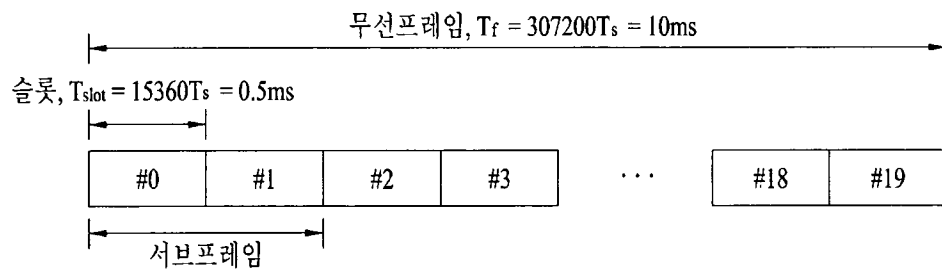 무선프레임, Tf = 307200Ts = 10ms
슬롯, Tslot = 15360Ts = 0.5ms
#0 #1 #2 #3 ··· #18 #19
서브프레임